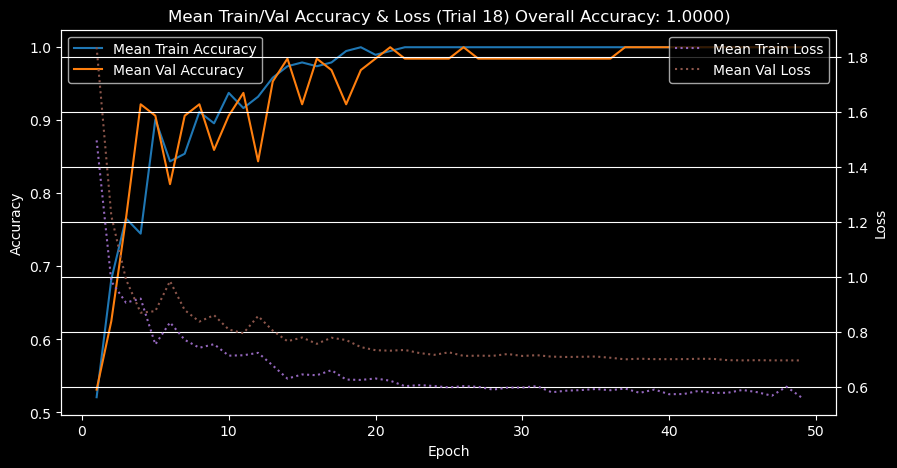 Mean Train/Val Accuracy & Loss (Trial 18) Overall Accuracy: 1.0000)
Mean Train Accuracy
Mean Val Accuracy
Mean Train Loss
Mean Val Loss
1.0
0.9
0.8
0.7
0.6
0.5
Accuracy
1.8
1.6
1.4
1.2
1.0
0.8
0.6
Loss
0 10 20 30 40 50
Epoch